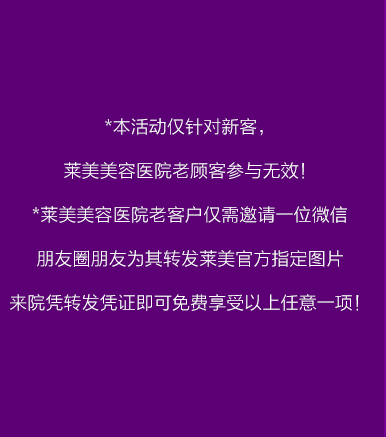 *本活动仅针对新客，
莱美美容医院老顾客参与无效！
*莱美美容医院老客户仅需邀请一位微信
朋友圈朋友为其转发莱美官方指定图片
来院凭转发凭证即可免费享受以上任意一项！